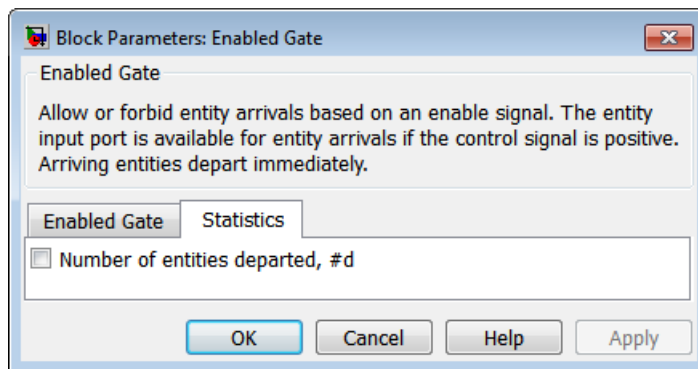 Block Parameters: Enabled Gate
Enabled Gate
Allow or forbid entity arrivals based on an enable signal. The entity
input port is available for entity arrivals if the control signal is positive.
Arriving entities depart immediately.
Enabled Gate Statistics
Number of entities departed, #d
OK Cancel Help Apply